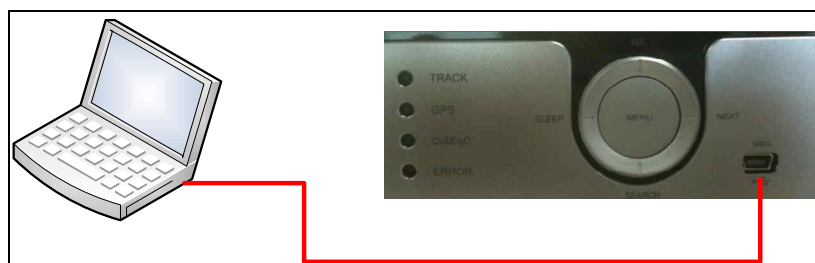 TRACK
GPS
SLEEP
MENU
NEXT
DiSEqC
M&C
ERROR
SEARCH